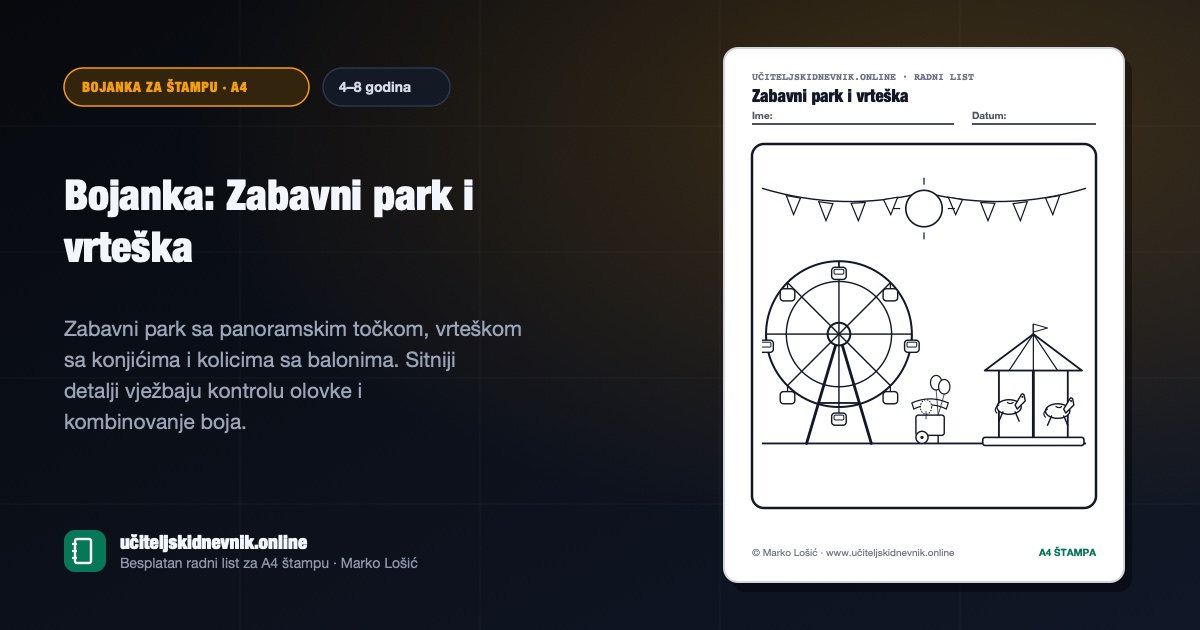 BOJANKA ZA ŠTAMPU · A4
4–8 godina
Bojanka: Zabavni park i
vrteška
Zabavni park sa panoramskim točkom, vrteškom
sa konjićima i kolicima sa balonima. Sitniji
detalji vježbaju kontrolu olovke i
kombinovanje boja.
učiteljskidnevnik.online
Besplatan radni list za A4 štampu · Marko Lošić
UČITELJSKIDNEVNIK.ONLINE · RADNI LIST
Zabavni park i vrteška
Ime:
Datum:
© Marko Lošić · www.učiteljskidnevnik.online
A4 ŠTAMPA